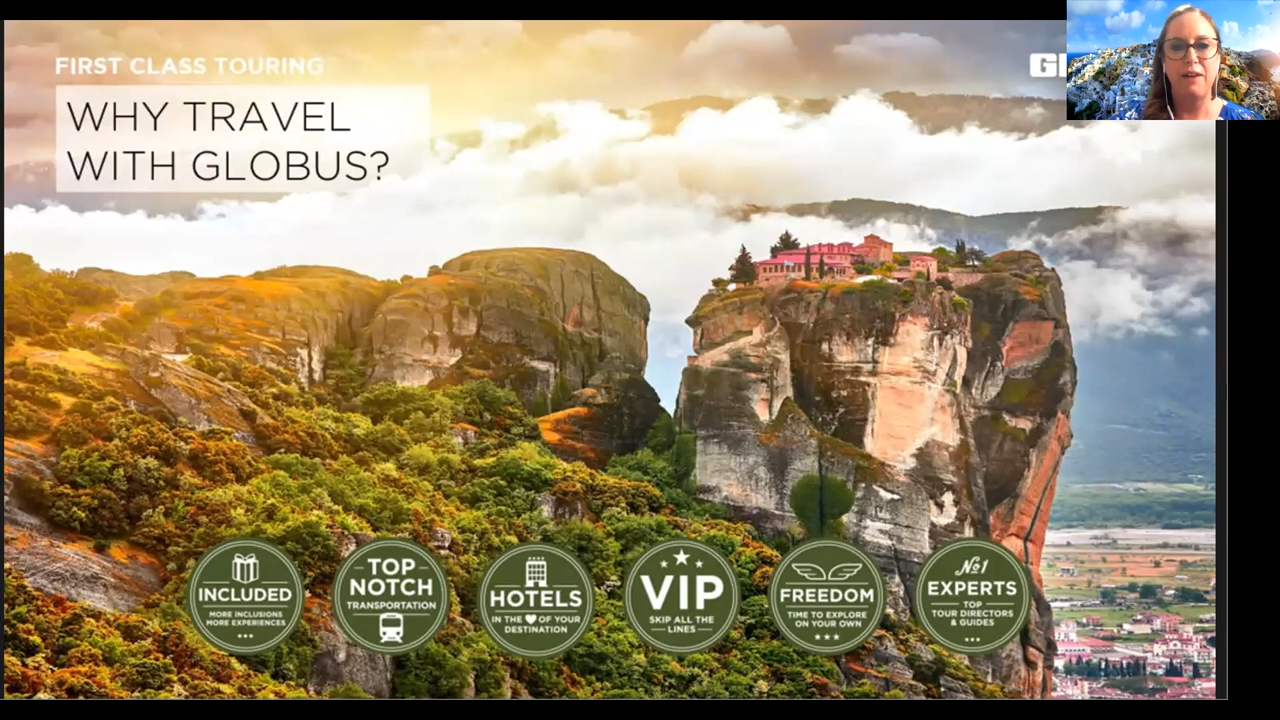 FIRST CLASS TOURING
WHY TRAVEL
WITH GLOBUS?
INCLUDED
MORE INCLUSIONS
MORE EXPERIENCES
TOP
NOTCH
TRANSPORTATION
HOTELS
IN THE ♥ OF YOUR
DESTINATION
VIP
SKIP ALL THE
LINES
FREEDOM
TIME TO EXPLORE
ON YOUR OWN
№1
EXPERTS
TOP
TOUR DIRECTORS
& GUIDES